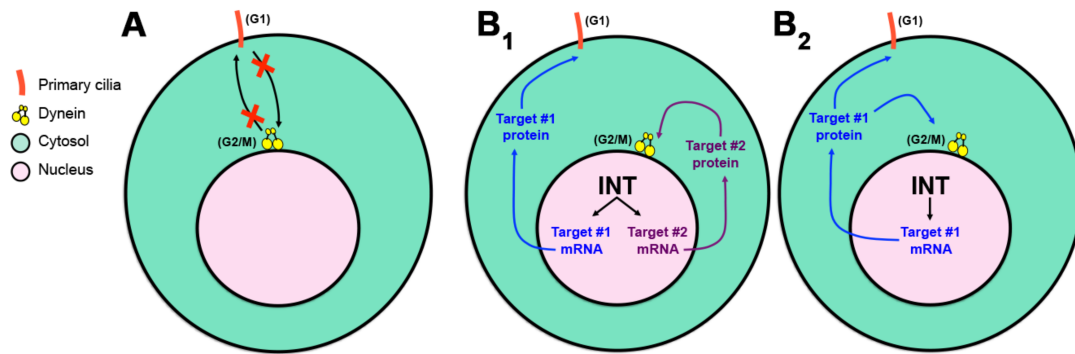 A
B1
B2
(G1)
(G1)
(G1)
Primary cilia
Dynein
Cytosol
Nucleus
(G2/M)
Target #1
protein
(G2/M)
Target #2
protein
INT
Target #1
mRNA
Target #2
mRNA
Target #1
protein
(G2/M)
INT
Target #1
mRNA